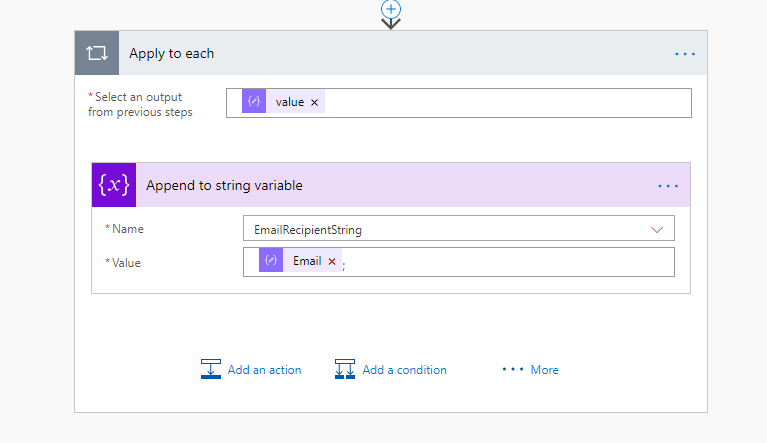 Apply to each
* Select an output
from previous steps
value ×
{x} Append to string variable
* Name
EmailRecipientString
* Value
Email × ;
Add an action
Add a condition
More